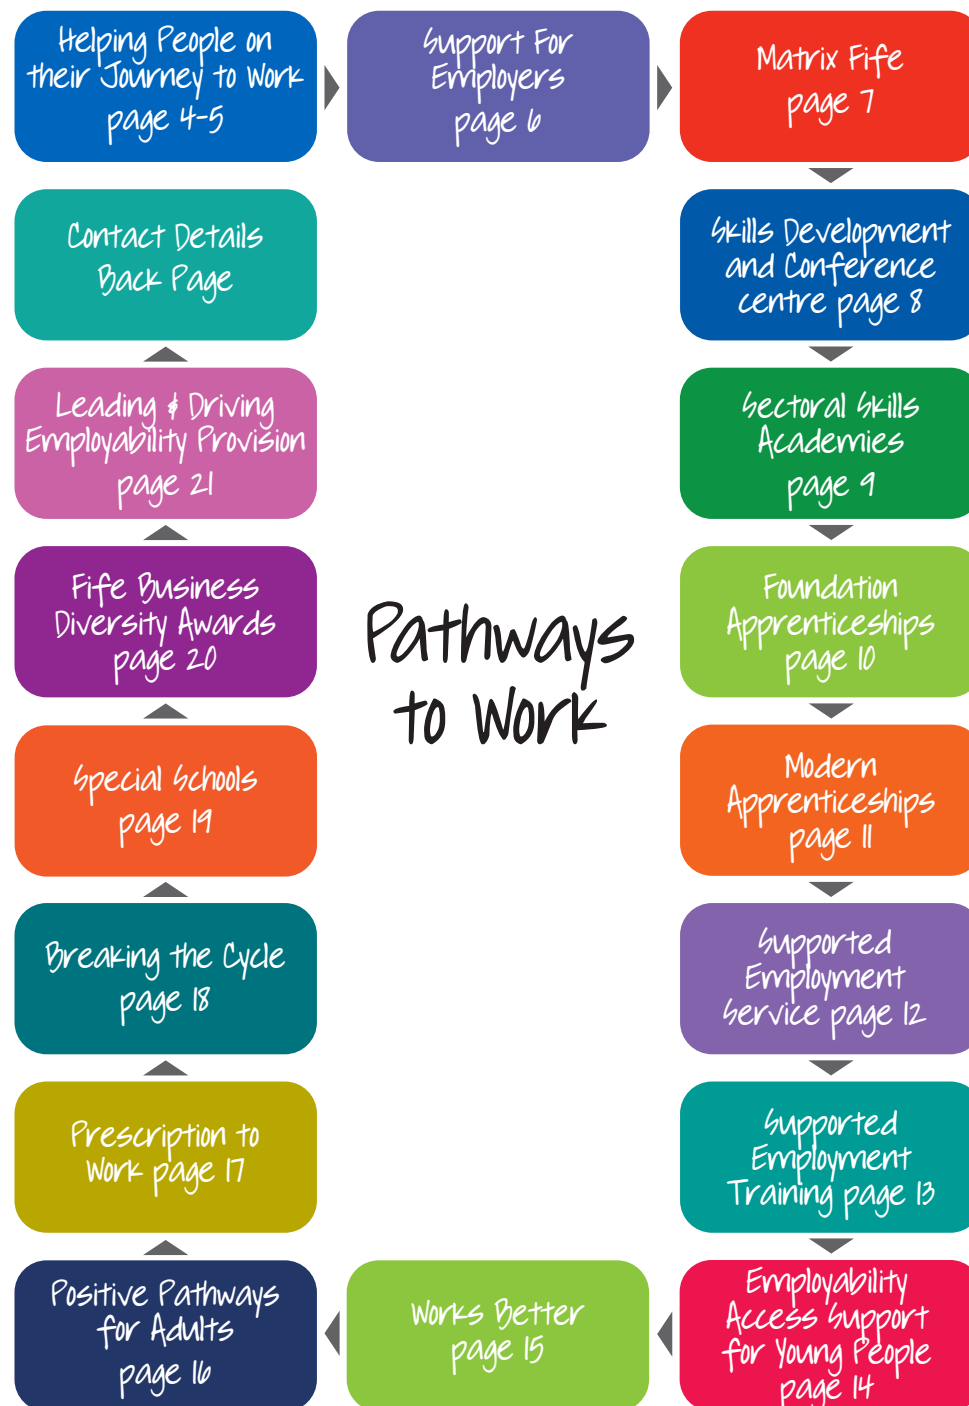 Helping People on
their Journey to Work
page 4-5
Support For
Employers
page 6
Matrix Fife
page 7
Skills Development
and Conference
centre page 8
Sectoral Skills
Academies
page 9
Foundation
Apprenticeships
page 10
Modern
Apprenticeships
page 11
Supported
Employment
Service page 12
Supported
Employment
Training page 13
Employability
Access Support
for Young People
page 14
Works Better
page 15
Positive Pathways
for Adults
page 16
Prescription to
Work page 17
Breaking the Cycle
page 18
Special Schools
page 19
Fife Business
Diversity Awards
page 20
Leading & Driving
Employability Provision
page 21
Contact Details
Back Page
Pathways
to Work